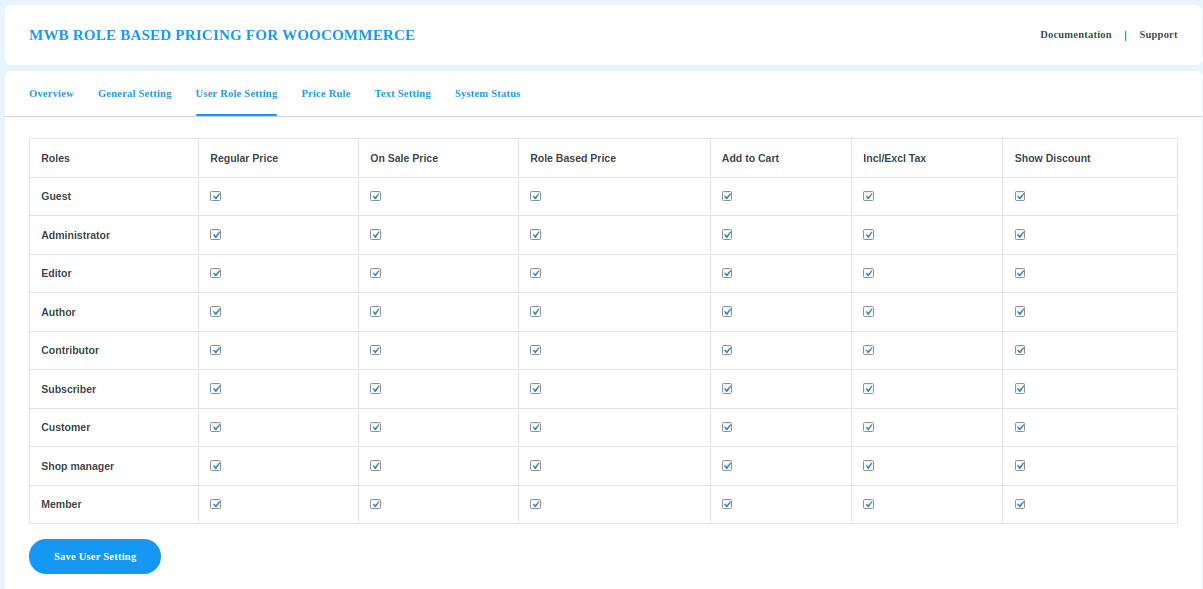 MWB ROLE BASED PRICING FOR WOOCOMMERCE
Documentation | Support
Overview General Setting User Role Setting Price Rule Text Setting System Status
Roles Regular Price On Sale Price Role Based Price Add to Cart Incl/Excl Tax Show Discount
Guest
Administrator
Editor
Author
Contributor
Subscriber
Customer
Shop manager
Member
Save User Setting